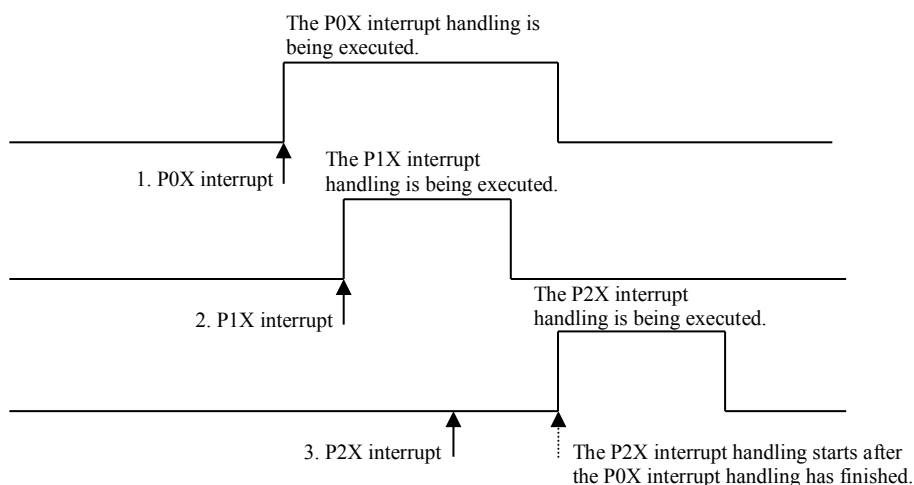 The P0X interrupt handling is
being executed.
1. P0X interrupt
The P1X interrupt
handling is being executed.
2. P1X interrupt
The P2X interrupt
handling is being executed.
3. P2X interrupt
The P2X interrupt handling starts after
the P0X interrupt handling has finished.